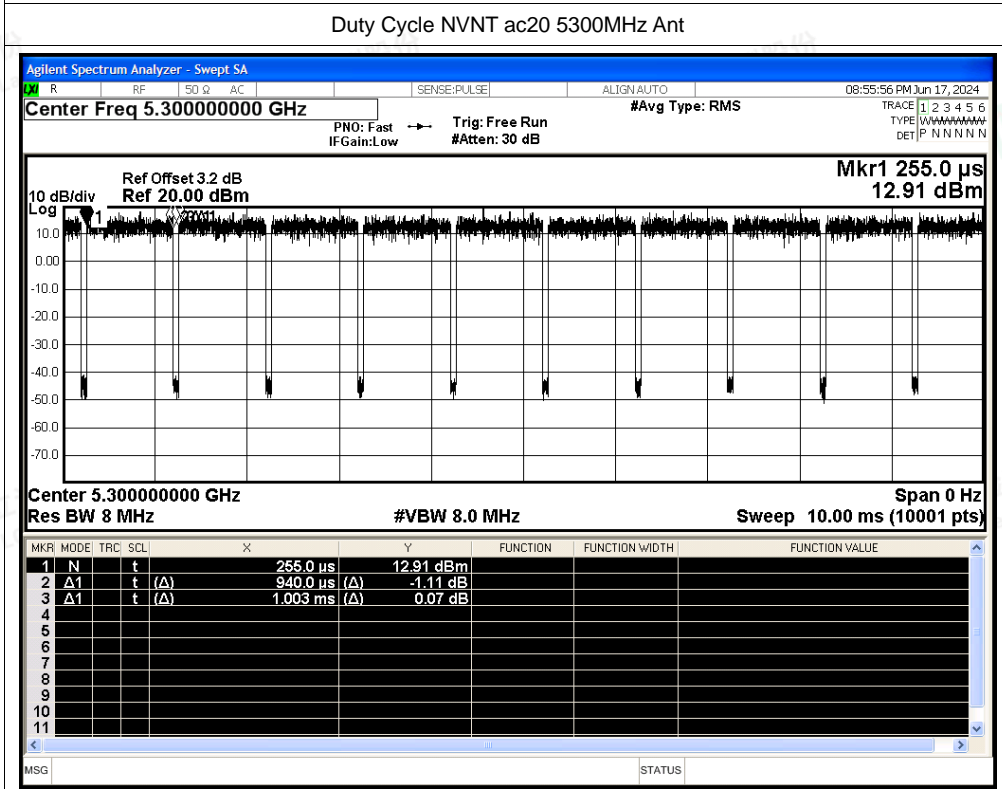 Duty Cycle NVNT ac20 5300MHz Ant
Agilent Spectrum Analyzer - Swept SA
LXI R RF 50 Ω AC SENSE:PULSE ALIGN AUTO 08:55:56 PM Jun 17, 2024
Center Freq 5.300000000 GHz #Avg Type: RMS TRACE 1 2 3 4 5 6
PNO: Fast Trig: Free Run TYPE WWWWWW
IFGain:Low #Atten: 30 dB DET P N N N N N
Mkr1 255.0 µs
Ref Offset 3.2 dB
10 dB/div Ref 20.00 dBm 12.91 dBm
Log
1
10.0
0.00
-10.0
-20.0
-30.0
-40.0
-50.0
-60.0
-70.0
Center 5.300000000 GHz Span 0 Hz
Res BW 8 MHz #VBW 8.0 MHz Sweep 10.00 ms (10001 pts)
MKR MODE TRC SCL X Y FUNCTION FUNCTION WIDTH FUNCTION VALUE
1 N t 255.0 µs 12.91 dBm
2 Δ1 t (Δ) 940.0 µs (Δ) -1.11 dB
3 Δ1 t (Δ) 1.003 ms (Δ) 0.07 dB
4
5
6
7
8
9
10
11
MSG STATUS